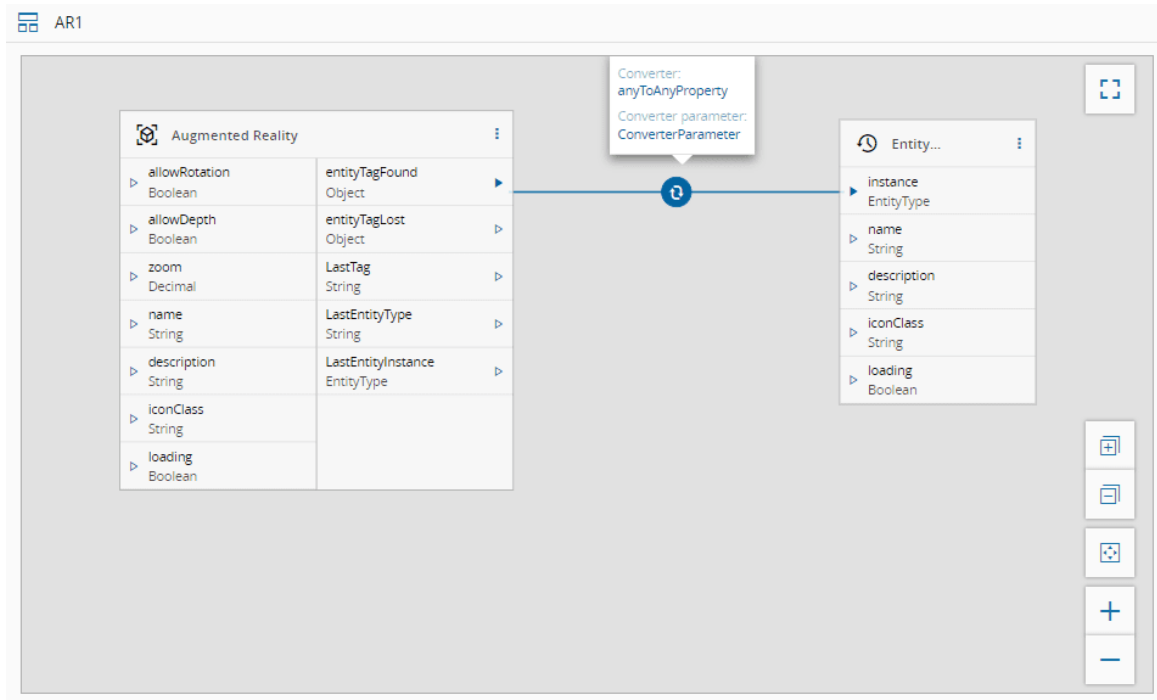 AR1
Converter:
anyToAnyProperty
Converter parameter:
ConverterParameter
Augmented Reality
allowRotation
Boolean
allowDepth
Boolean
zoom
Decimal
name
String
description
String
iconClass
String
loading
Boolean
entityTagFound
Object
entityTagLost
Object
LastTag
String
LastEntityType
String
LastEntityInstance
EntityType
Entity...
instance
EntityType
name
String
description
String
iconClass
String
loading
Boolean